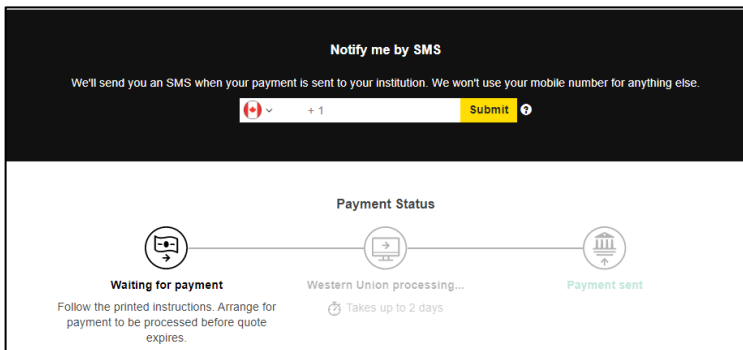 Notify me by SMS
We'll send you an SMS when your payment is sent to your institution. We won't use your mobile number for anything else.
+ 1 Submit ?
Payment Status
Waiting for payment
Western Union processing...
Payment sent
Follow the printed instructions. Arrange for
payment to be processed before quote
expires.
Takes up to 2 days